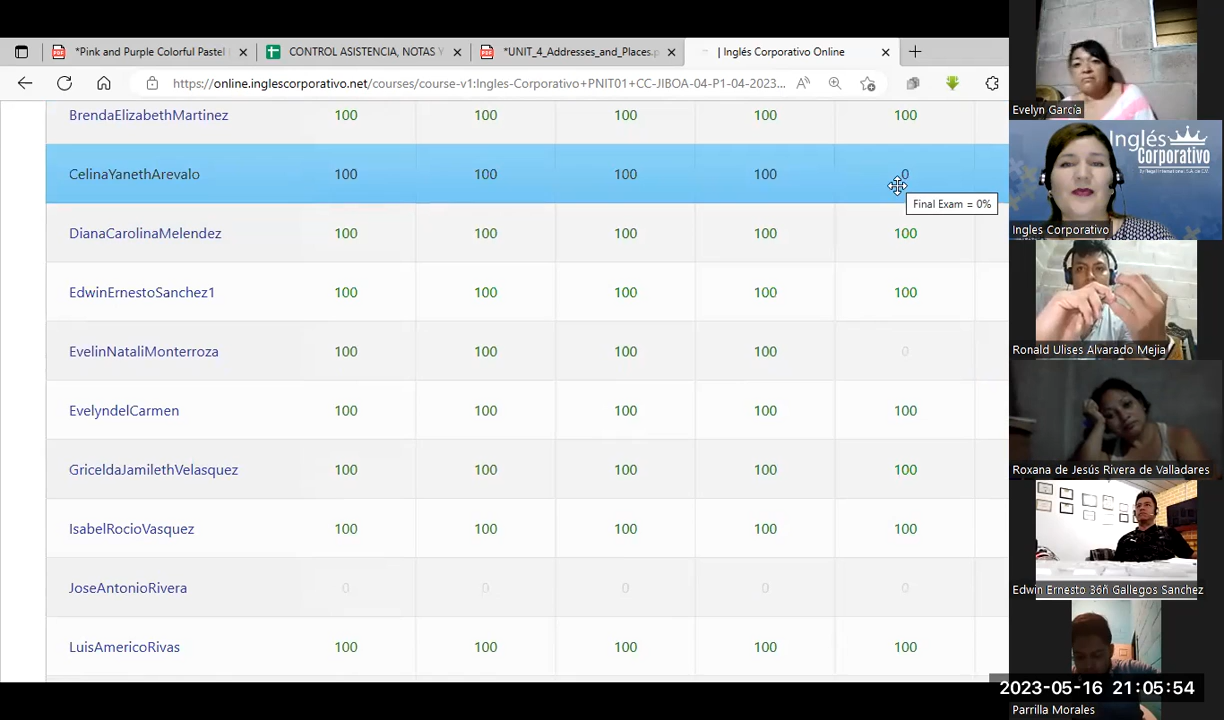 *Pink and Purple Colorful Pastel
CONTROL ASISTENCIA, NOTAS Y
*UNIT_4_Addresses_and_Places.p
| Inglés Corporativo Online
https://online.inglescorporativo.net/courses/course-v1:Ingles-Corporativo+PNIT01+CC-JIBOA-04-P1-04-2023...
BrendaElizabethMartinez 100 100 100 100 100
CelinaYanethArevalo 100 100 100 100 0
Final Exam = 0%
DianaCarolinaMelendez 100 100 100 100 100
EdwinErnestoSanchez1 100 100 100 100 100
EvelinNataliMonterroza 100 100 100 100 0
EvelyndelCarmen 100 100 100 100 100
GriceldaJamilethVelasquez 100 100 100 100 100
IsabelRocioVasquez 100 100 100 100 100
JoseAntonioRivera 0 0 0 0 0
LuisAmericoRivas 100 100 100 100 100
Evelyn García
Inglés
Corporativo
Ingles Corporativo
Ronald Ulises Alvarado Mejia
Roxana de Jesús Rivera de Valladares
Edwin Ernesto Gallegos Sanchez
2023-05-16 21:05:54
Parrilla Morales